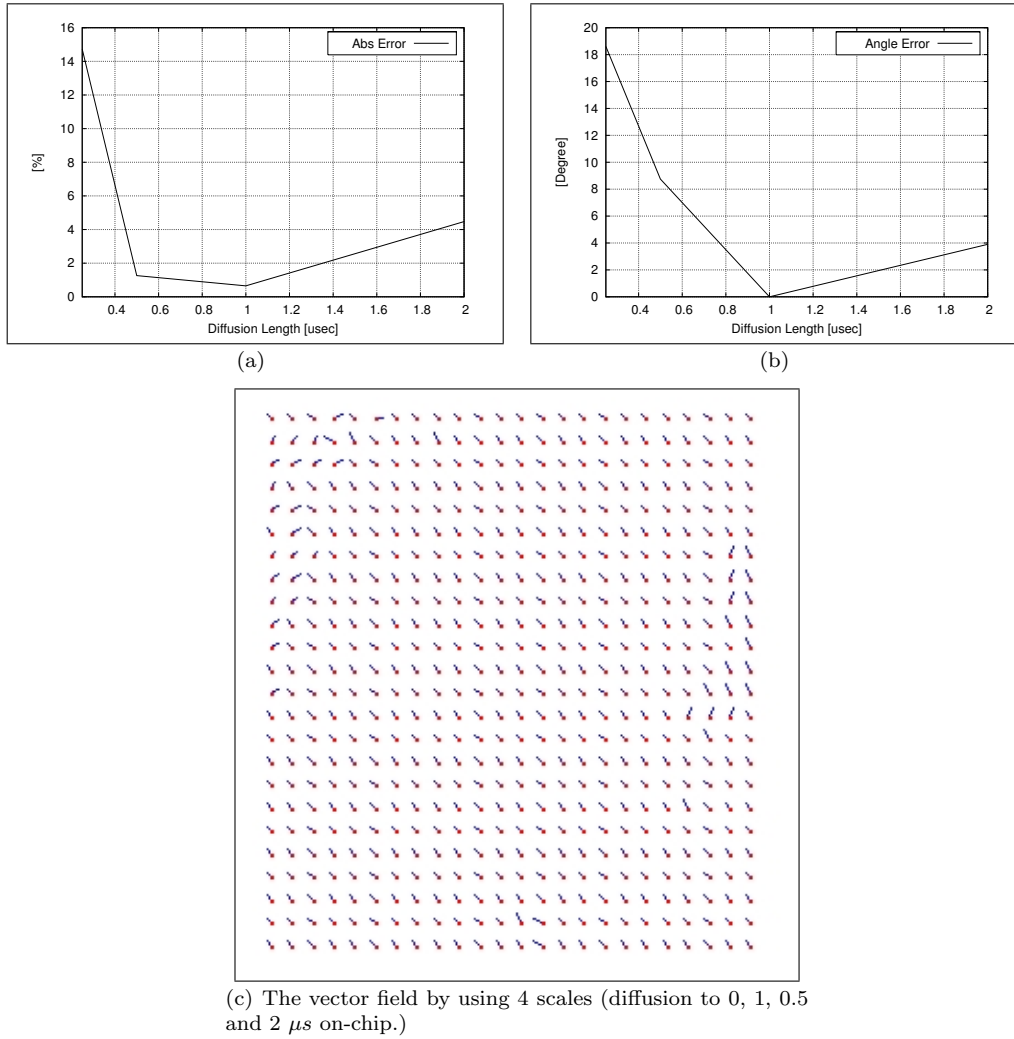 16
14
12
10
8
6
4
2
0
[%]
Abs Error
0.4 0.6 0.8 1 1.2 1.4 1.6 1.8 2
Diffusion Length [usec]
(a)
20
18
16
14
12
10
8
6
4
2
0
[Degree]
Angle Error
0.4 0.6 0.8 1 1.2 1.4 1.6 1.8 2
Diffusion Length [usec]
(b)
(c) The vector field by using 4 scales (diffusion to 0, 1, 0.5
and 2 μs on-chip.)